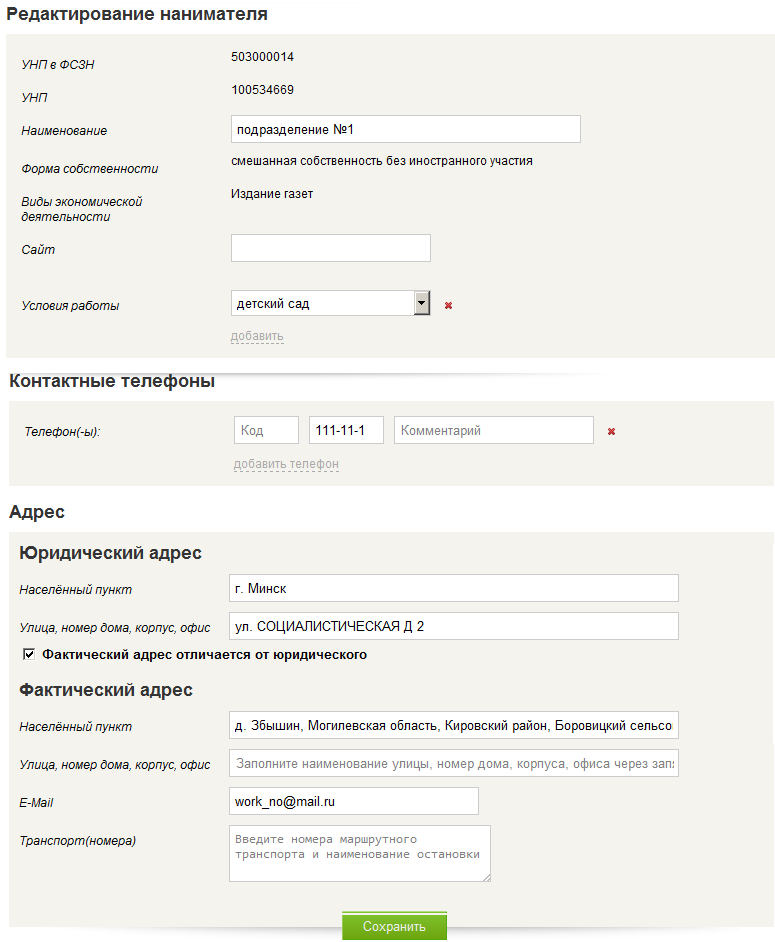 Редактирование нанимателя
УНП в ФСЗН 503000014
УНП 100534669
Наименование подразделение №1
Форма собственности смешанная собственность без иностранного участия
Виды экономической Издание газет
деятельности
Сайт
Условия работы детский сад
добавить
Контактные телефоны
Телефон(-ы): Код 111-11-1 Комментарий
добавить телефон
Адрес
Юридический адрес
Населённый пункт г. Минск
Улица, номер дома, корпус, офис ул. СОЦИАЛИСТИЧЕСКАЯ Д 2
Фактический адрес отличается от юридического
Фактический адрес
Населённый пункт д. Збышин, Могилевская область, Кировский район, Боровицкий сельсо
Улица, номер дома, корпус, офис Заполните наименование улицы, номер дома, корпуса, офиса через запя
E-Mail work_no@mail.ru
Транспорт(номера) Введите номера маршрутного
транспорта и наименование остановки
Сохранить